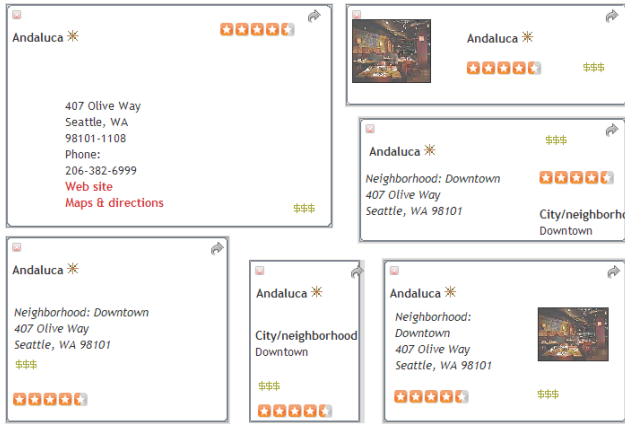 Andaluca
407 Olive Way
Seattle, WA
98101-1108
Phone:
206-382-6999
Web site
Maps & directions
$$$
Andaluca
$$$
$$$
Andaluca
Neighborhood: Downtown
407 Olive Way
Seattle, WA 98101
City/neighborho
Downtown
Andaluca
Neighborhood: Downtown
407 Olive Way
Seattle, WA 98101
$$$
Andaluca
City/neighborhood
Downtown
$$$
Andaluca
Neighborhood:
Downtown
407 Olive Way
Seattle, WA 98101
$$$